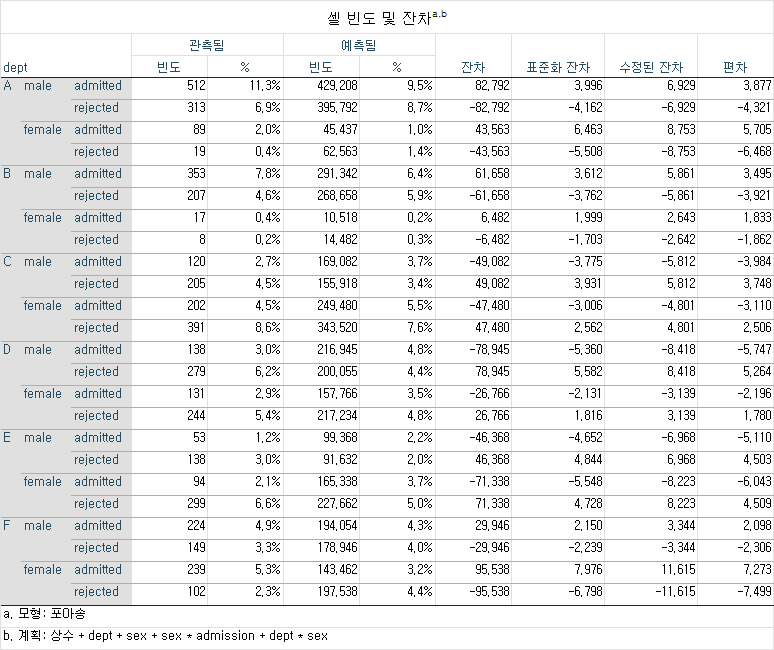 셀 빈도 및 잔차a,b
관측됨 예측됨
dept 빈도 % 빈도 % 잔차 표준화 잔차 수정된 잔차 편차
A male admitted 512 11,3% 429,208 9,5% 82,792 3,996 6,929 3,877
rejected 313 6,9% 395,792 8,7% -82,792 -4,162 -6,929 -4,321
female admitted 89 2,0% 45,437 1,0% 43,563 6,463 8,753 5,705
rejected 19 0,4% 62,563 1,4% -43,563 -5,508 -8,753 -6,468
B male admitted 353 7,8% 291,342 6,4% 61,658 3,612 5,861 3,495
rejected 207 4,6% 268,658 5,9% -61,658 -3,762 -5,861 -3,921
female admitted 17 0,4% 10,518 0,2% 6,482 1,999 2,643 1,833
rejected 8 0,2% 14,482 0,3% -6,482 -1,703 -2,642 -1,862
C male admitted 120 2,7% 169,082 3,7% -49,082 -3,775 -5,812 -3,984
rejected 205 4,5% 155,918 3,4% 49,082 3,931 5,812 3,748
female admitted 202 4,5% 249,480 5,5% -47,480 -3,006 -4,801 -3,110
rejected 391 8,6% 343,520 7,6% 47,480 2,562 4,801 2,506
D male admitted 138 3,0% 216,945 4,8% -78,945 -5,360 -8,418 -5,747
rejected 279 6,2% 200,055 4,4% 78,945 5,582 8,418 5,264
female admitted 131 2,9% 157,766 3,5% -26,766 -2,131 -3,139 -2,196
rejected 244 5,4% 217,234 4,8% 26,766 1,816 3,139 1,780
E male admitted 53 1,2% 99,368 2,2% -46,368 -4,652 -6,968 -5,110
rejected 138 3,0% 91,632 2,0% 46,368 4,844 6,968 4,503
female admitted 94 2,1% 165,338 3,7% -71,338 -5,548 -8,223 -6,043
rejected 299 6,6% 227,662 5,0% 71,338 4,728 8,223 4,509
F male admitted 224 4,9% 194,054 4,3% 29,946 2,150 3,344 2,098
rejected 149 3,3% 178,946 4,0% -29,946 -2,239 -3,344 -2,306
female admitted 239 5,3% 143,462 3,2% 95,538 7,976 11,615 7,273
rejected 102 2,3% 197,538 4,4% -95,538 -6,798 -11,615 -7,499
a. 모형: 포아송
b. 계획: 상수 + dept + sex + sex * admission + dept * sex